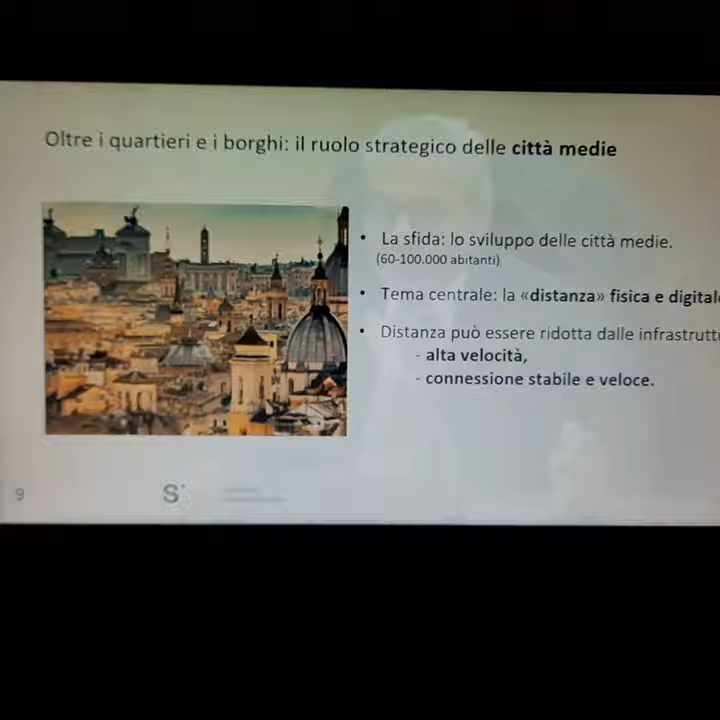 Oltre i quartieri e i borghi: il ruolo strategico delle città medie
• La sfida: lo sviluppo delle città medie.
(60-100.000 abitanti)
• Tema centrale: la «distanza» fisica e digitale
• Distanza può essere ridotta dalle infrastrutt
- alta velocità,
- connessione stabile e veloce.
9
S